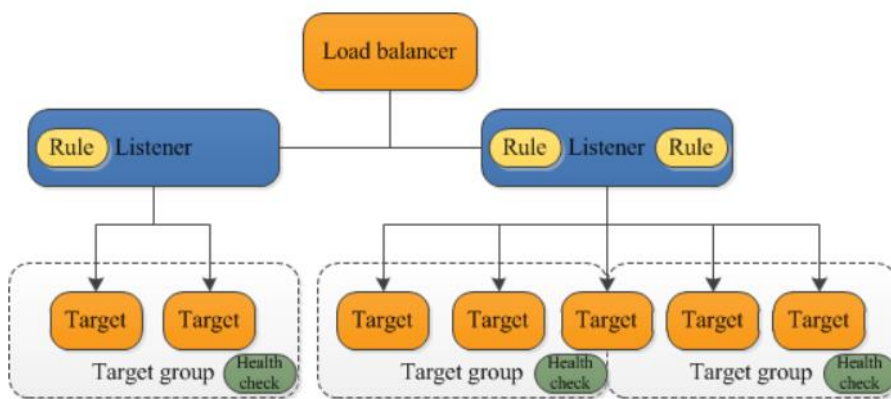 Load balancer
Rule Listener
Rule Listener Rule
Target Target
Target Target Target Target Target
Target group Health check
Target group Health check
Target group Health check